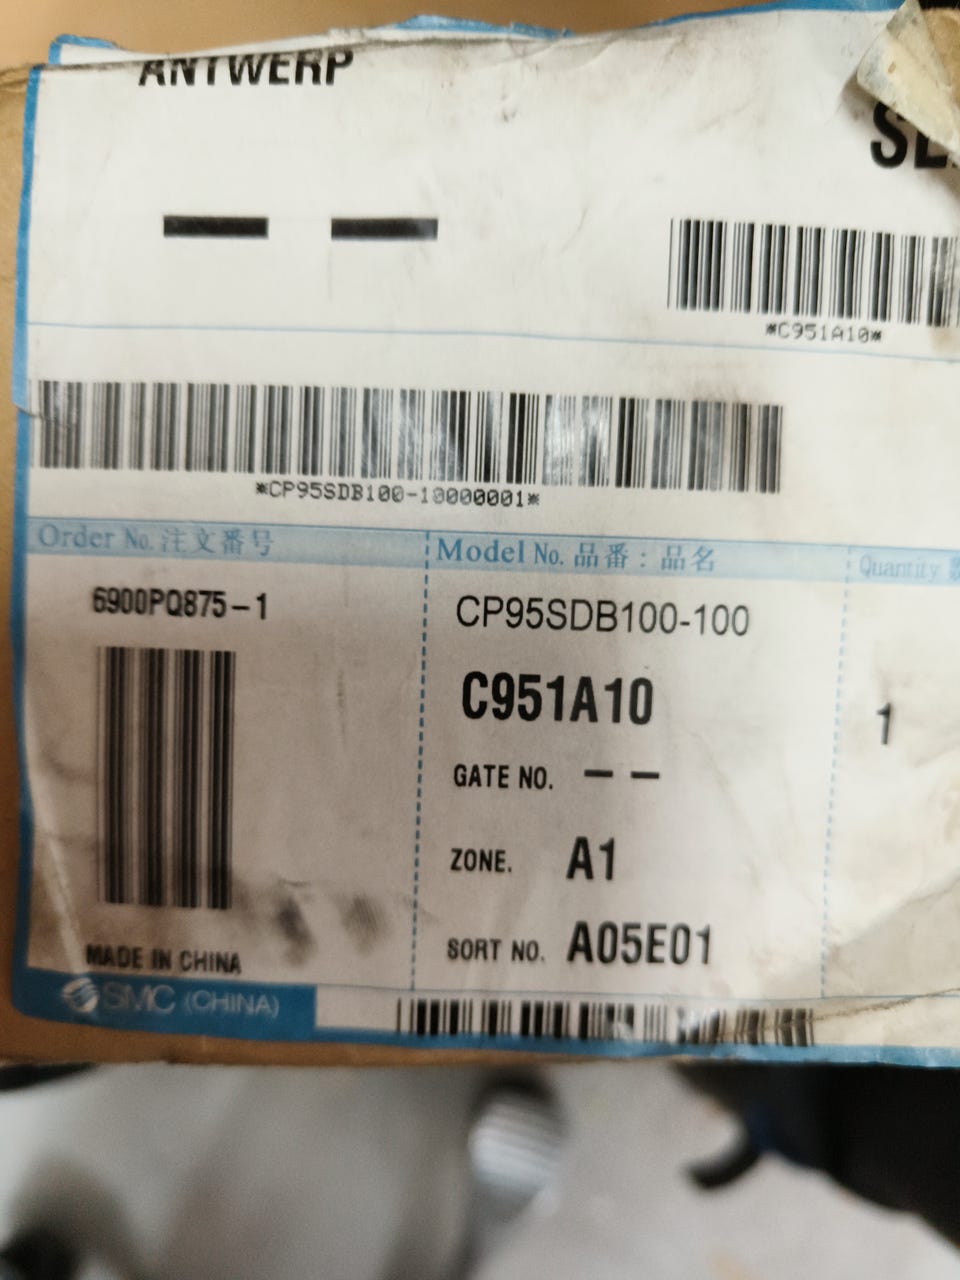 ANTWERP
*C951A10*
*CP95SDB100-10000001*
Order No. 注文番号
Model No. 品番：品名
Quantity
6900PQ875-1
CP95SDB100-100
C951A10
1
GATE NO. — —
ZONE. A1
SORT NO. A05E01
MADE IN CHINA
SMC (CHINA)